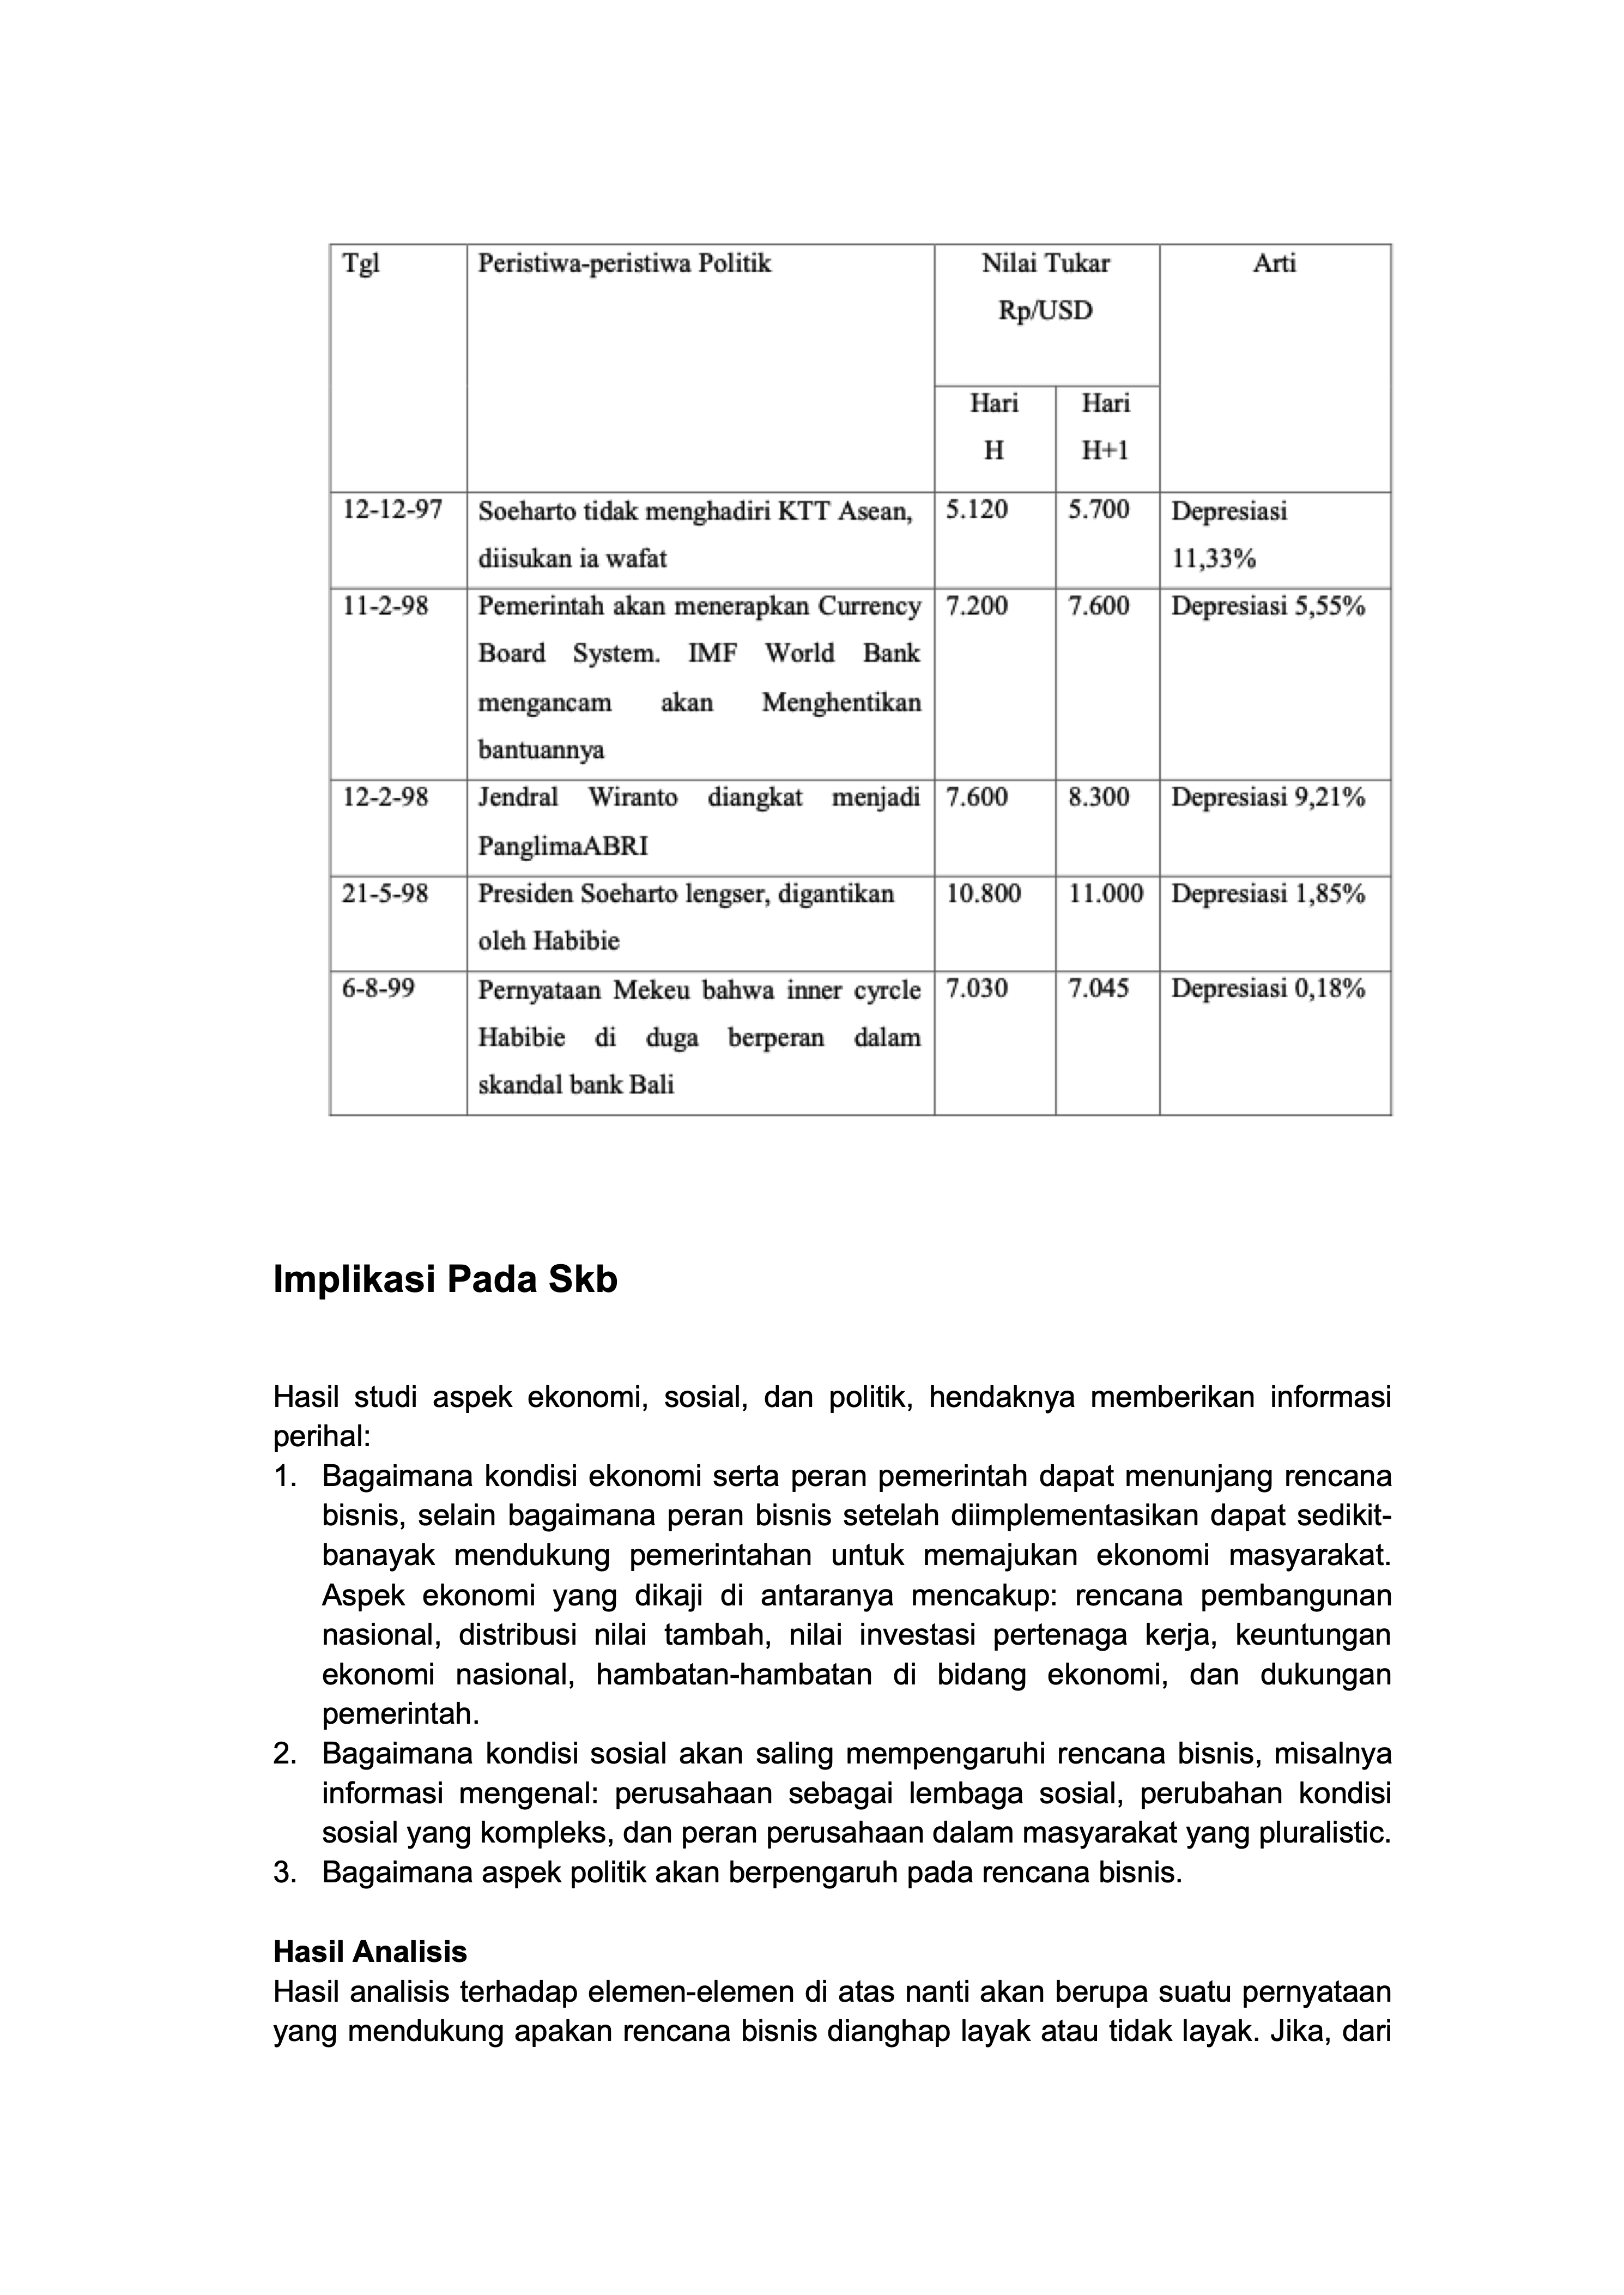 Tgl Peristiwa-peristiwa Politik Nilai Tukar Arti
Rp/USD
Hari Hari
H H+1
12-12-97 Soeharto tidak menghadiri KTT Asean, 5.120 5.700 Depresiasi
diisukan ia wafat 11,33%
11-2-98 Pemerintah akan menerapkan Currency 7.200 7.600 Depresiasi 5,55%
Board System. IMF World Bank
mengancam akan Menghentikan
bantuannya
12-2-98 Jendral Wiranto diangkat menjadi 7.600 8.300 Depresiasi 9,21%
PanglimaABRI
21-5-98 Presiden Soeharto lengser, digantikan 10.800 11.000 Depresiasi 1,85%
oleh Habibie
6-8-99 Pernyataan Mekeu bahwa inner cyrcle 7.030 7.045 Depresiasi 0,18%
Habibie di duga berperan dalam
skandal bank Bali
Implikasi Pada Skb
Hasil studi aspek ekonomi, sosial, dan politik, hendaknya memberikan informasi
perihal:
1. Bagaimana kondisi ekonomi serta peran pemerintah dapat menunjang rencana
bisnis, selain bagaimana peran bisnis setelah diimplementasikan dapat sedikit-
banayak mendukung pemerintahan untuk memajukan ekonomi masyarakat.
Aspek ekonomi yang dikaji di antaranya mencakup: rencana pembangunan
nasional, distribusi nilai tambah, nilai investasi pertenaga kerja, keuntungan
ekonomi nasional, hambatan-hambatan di bidang ekonomi, dan dukungan
pemerintah.
2. Bagaimana kondisi sosial akan saling mempengaruhi rencana bisnis, misalnya
informasi mengenal: perusahaan sebagai lembaga sosial, perubahan kondisi
sosial yang kompleks, dan peran perusahaan dalam masyarakat yang pluralistic.
3. Bagaimana aspek politik akan berpengaruh pada rencana bisnis.
Hasil Analisis
Hasil analisis terhadap elemen-elemen di atas nanti akan berupa suatu pernyataan
yang mendukung apakan rencana bisnis dianghap layak atau tidak layak. Jika, dari